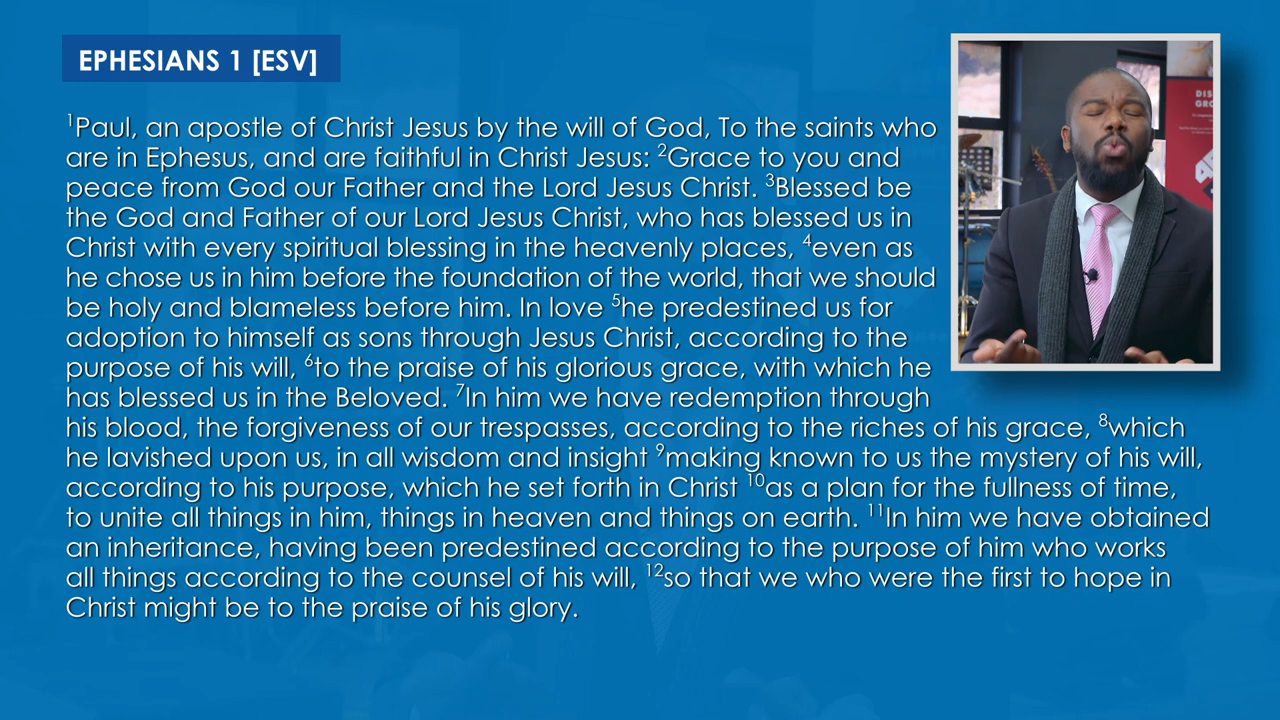 EPHESIANS 1 [ESV]
¹Paul, an apostle of Christ Jesus by the will of God, To the saints who
are in Ephesus, and are faithful in Christ Jesus: ²Grace to you and
peace from God our Father and the Lord Jesus Christ. ³Blessed be
the God and Father of our Lord Jesus Christ, who has blessed us in
Christ with every spiritual blessing in the heavenly places, ⁴even as
he chose us in him before the foundation of the world, that we should
be holy and blameless before him. In love ⁵he predestined us for
adoption to himself as sons through Jesus Christ, according to the
purpose of his will, ⁶to the praise of his glorious grace, with which he
has blessed us in the Beloved. ⁷In him we have redemption through
his blood, the forgiveness of our trespasses, according to the riches of his grace, ⁸which
he lavished upon us, in all wisdom and insight ⁹making known to us the mystery of his will,
according to his purpose, which he set forth in Christ ¹⁰as a plan for the fullness of time,
to unite all things in him, things in heaven and things on earth. ¹¹In him we have obtained
an inheritance, having been predestined according to the purpose of him who works
all things according to the counsel of his will, ¹²so that we who were the first to hope in
Christ might be to the praise of his glory.
DIS
GRO